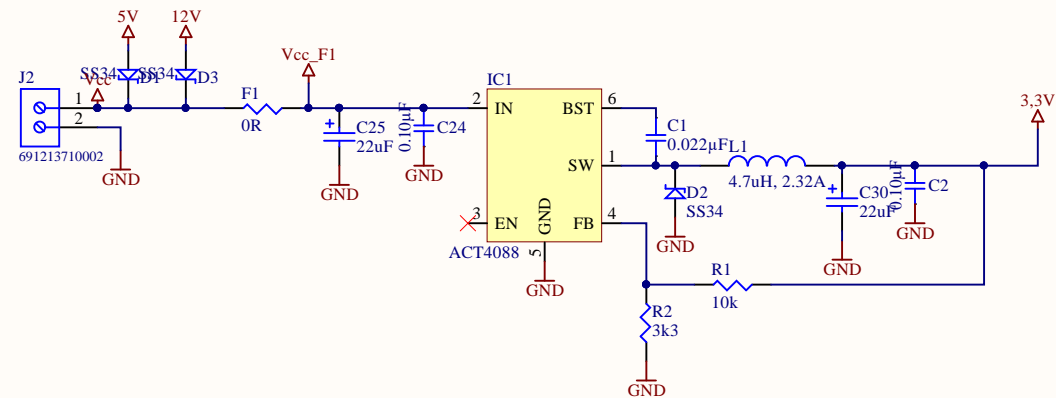 5V
12V
SS34
SS34
D1
D3
Vcc
Vcc_F1
J2
1
2
691213710002
GND
F1
0R
+
C25
22uF
GND
0.10µF
C24
GND
IC1
2
IN
BST
6
SW
1
3
EN
GND
FB
4
ACT4088
5
GND
C1
0.022µF
L1
4.7uH, 2.32A
D2
SS34
GND
+
C30
22uF
GND
0.10µF
C2
GND
3,3V
R1
10k
R2
3k3
GND